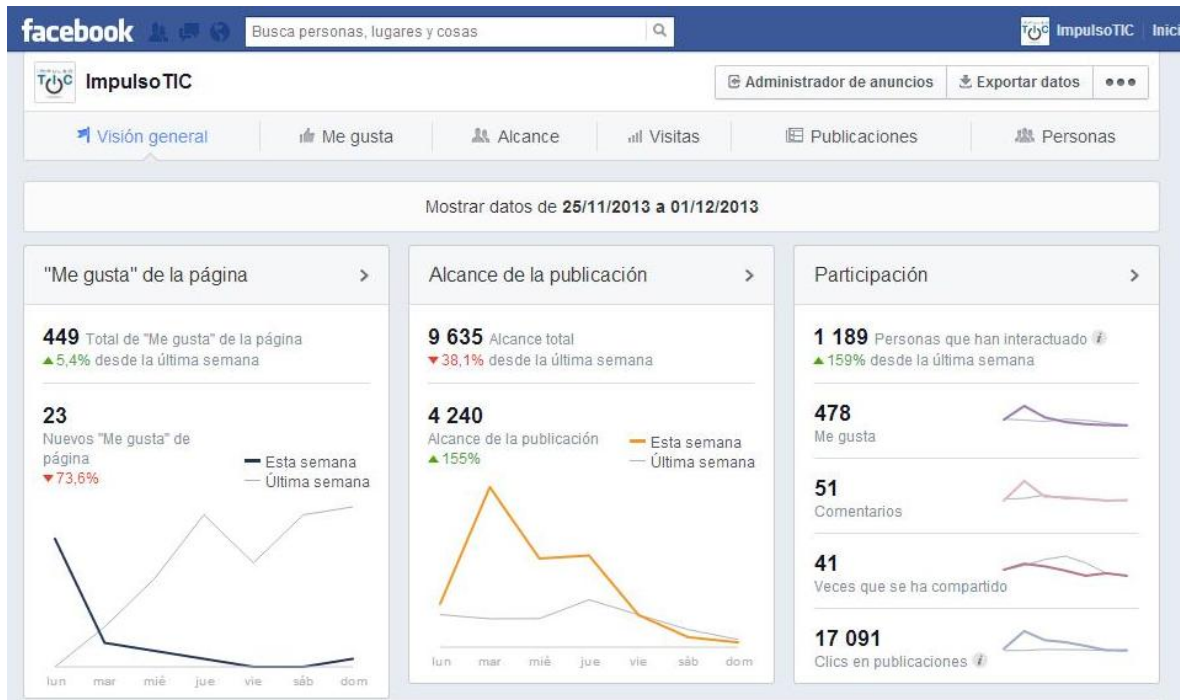 facebook Busca personas, lugares y cosas ImpulsoTIC Inici
ImpulsoTIC Administrador de anuncios Exportar datos
Visión general Me gusta Alcance Visitas Publicaciones Personas
Mostrar datos de 25/11/2013 a 01/12/2013
"Me gusta" de la página
449 Total de "Me gusta" de la página
5,4% desde la última semana
23
Nuevos "Me gusta" de
página
73,6%
Esta semana
Última semana
lun mar mié jue vie sáb dom
Alcance de la publicación
9 635 Alcance total
38,1% desde la última semana
4 240
Alcance de la publicación
155%
Esta semana
Última semana
lun mar mié jue vie sáb dom
Participación
1 189 Personas que han interactuado
159% desde la última semana
478
Me gusta
51
Comentarios
41
Veces que se ha compartido
17 091
Clics en publicaciones